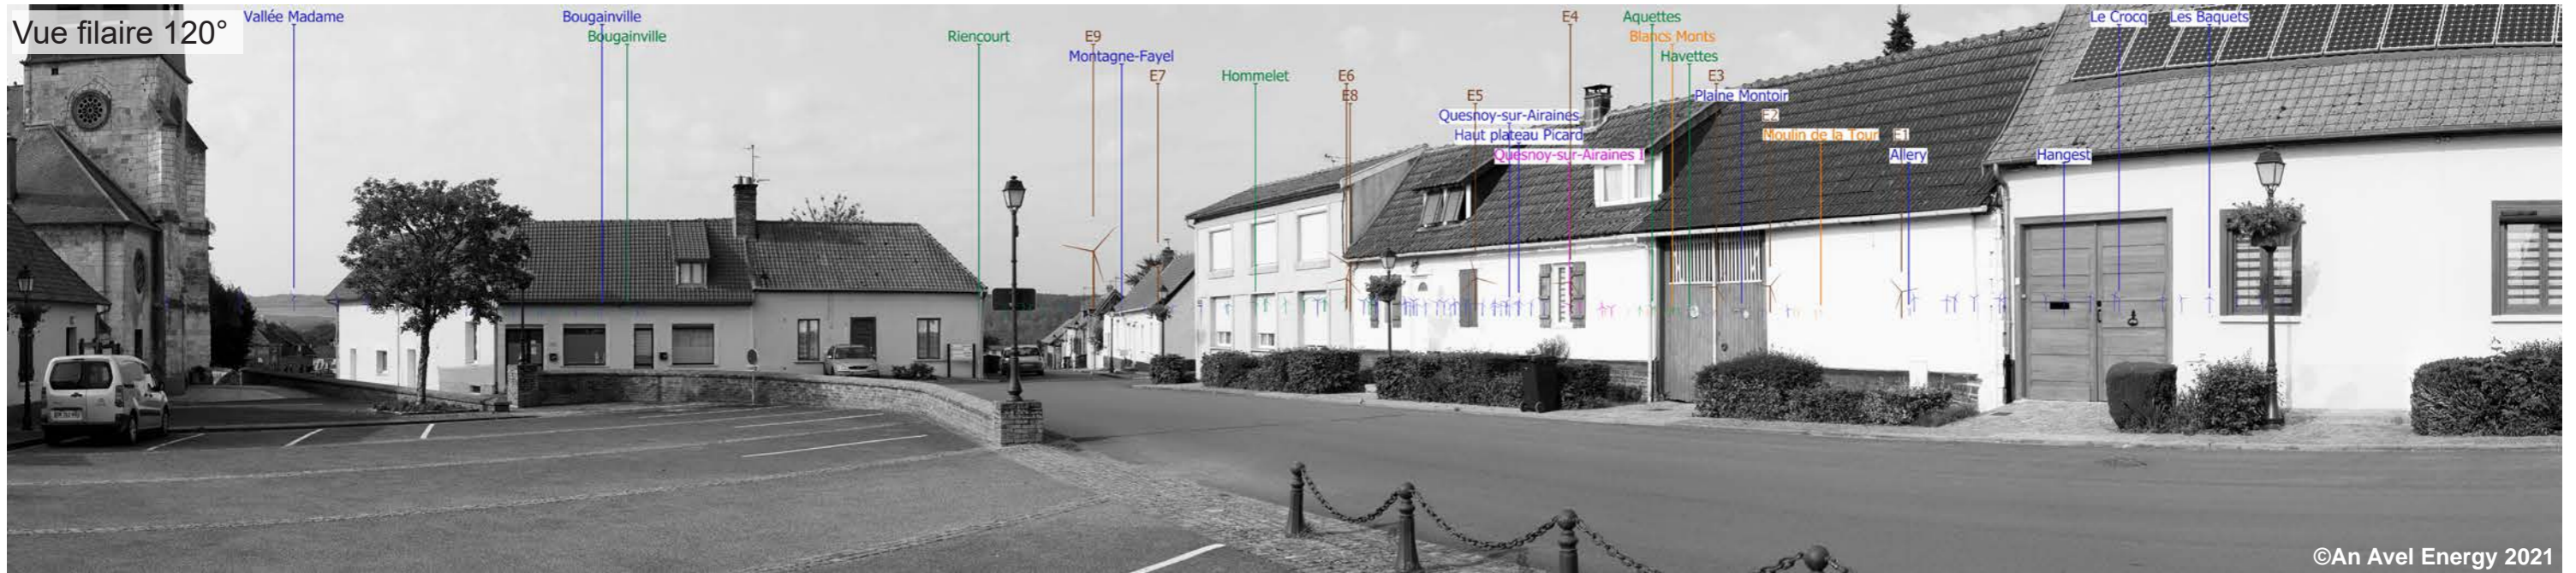 Vue filaire 120°
Vallée Madame
Bougainville
Bougainville
Riencourt
E9
Montagne-Fayel
E7
Hommelet
E6
E8
E5
Quesnoy-sur-Airaines
Haut plateau Picard
Quesnoy-sur-Airaines I
E4
Aquettes
Blancs Monts
Havettes
E3
Plaine Montoir
E2
Moulin de la Tour
E1
Allery
Hangest
Le Crocq
Les Baquets
©An Avel Energy 2021